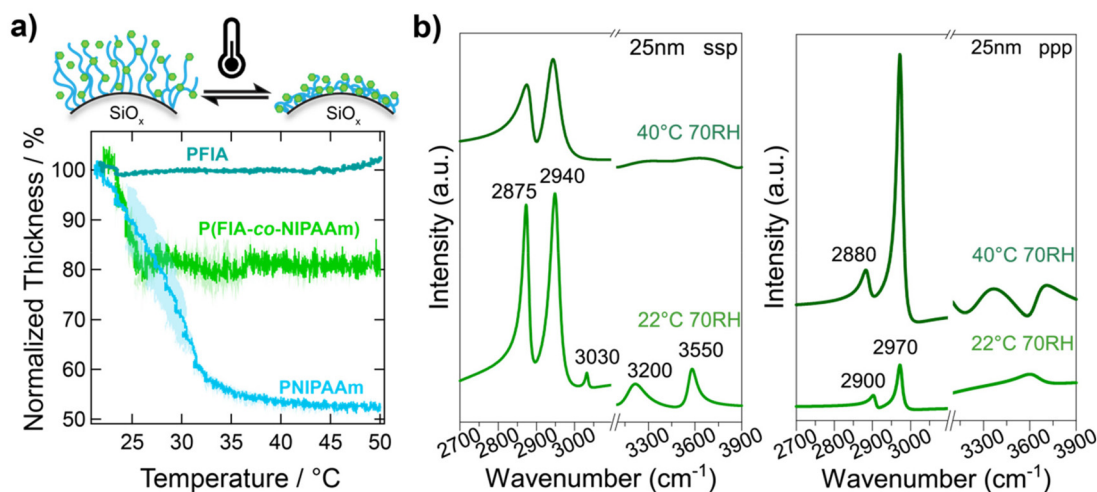 a)
SiOx
SiOx
Normalized Thickness / %
100
90
80
70
60
50
PFIA
P(FIA-co-NIPAAm)
PNIPAAm
25
30
35
40
45
50
Temperature / °C
b)
25nm ssp
40°C 70RH
2875
2940
22°C 70RH
3030
3200
3550
Intensity (a.u.)
2700
2800
2900
3000
3300
3600
3900
Wavenumber (cm-1)
25nm ppp
2880
40°C 70RH
2970
22°C 70RH
2900
Intensity (a.u.)
2700
2800
2900
3000
3300
3600
3900
Wavenumber (cm-1)